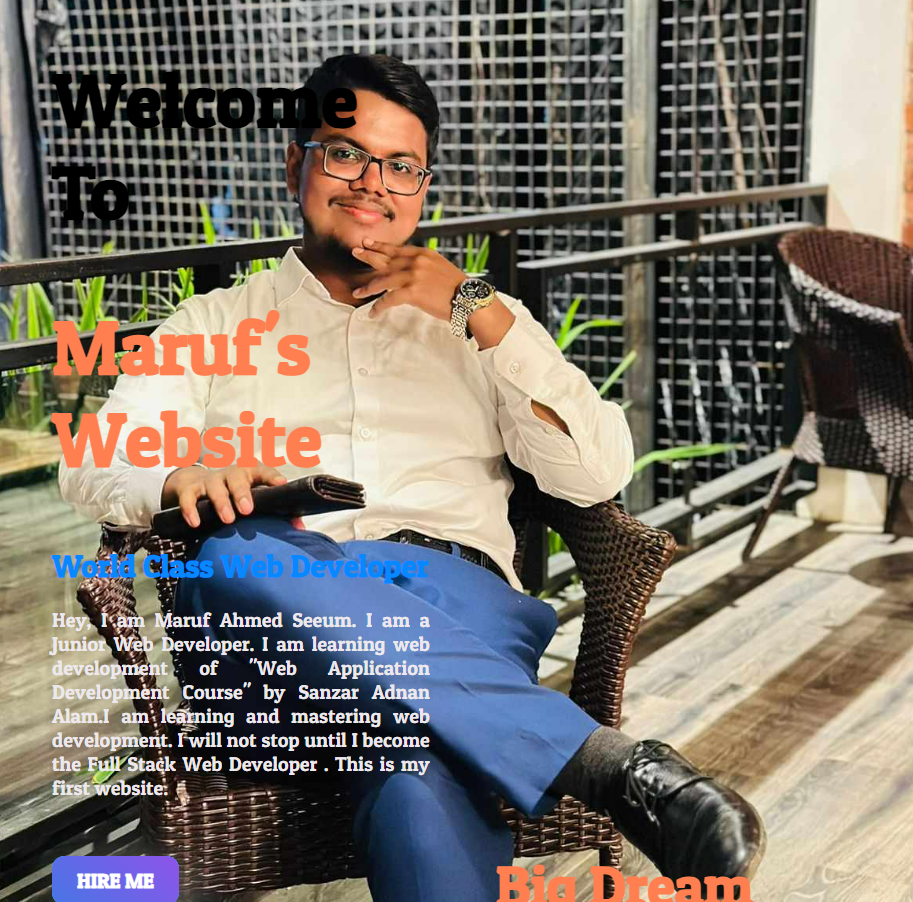 Welcome
To
Maruf's
Website
World Class Web Developer
Hey, I am Maruf Ahmed Seeum. I am a
Junior Web Developer. I am learning web
development of "Web Application
Development Course" by Sanzar Adnan
Alam.I am learning and mastering web
development. I will not stop until I become
the Full Stack Web Developer . This is my
first website.
HIRE ME
Big Dream